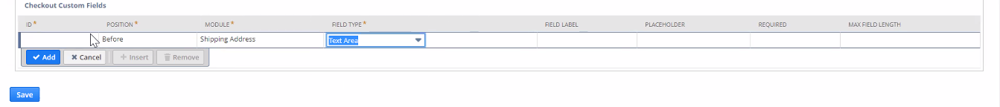 Checkout Custom Fields
ID * POSITION * MODULE * FIELD TYPE * FIELD LABEL PLACEHOLDER REQUIRED MAX FIELD LENGTH
Before Shipping Address Text Area
Add Cancel Insert Remove
Save